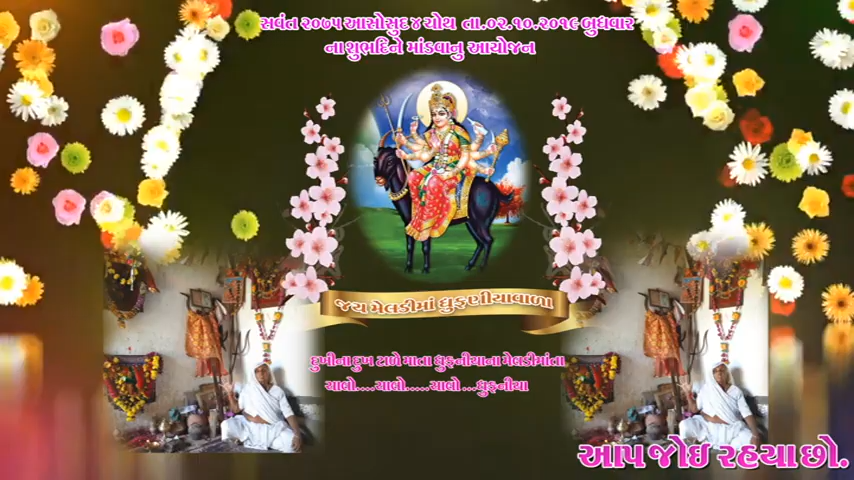 સવંત ૨૦૭૫ આસોસુદ ૪ ચોથ તા.૦૨.૧૦.૨૦૧૯ બુધવાર
ના શુભદિને માંડવાનુ આયોજન
જય મેલડીમાં ધુફણીયાવાળા
દુખીના દુખ ટાળે માતા ધુફનીયાના મેલડીમાંતા
ચાલો....ચાલો.....ચાલો ...ધુફનીયા
આપ જોઇ રહયા છો.